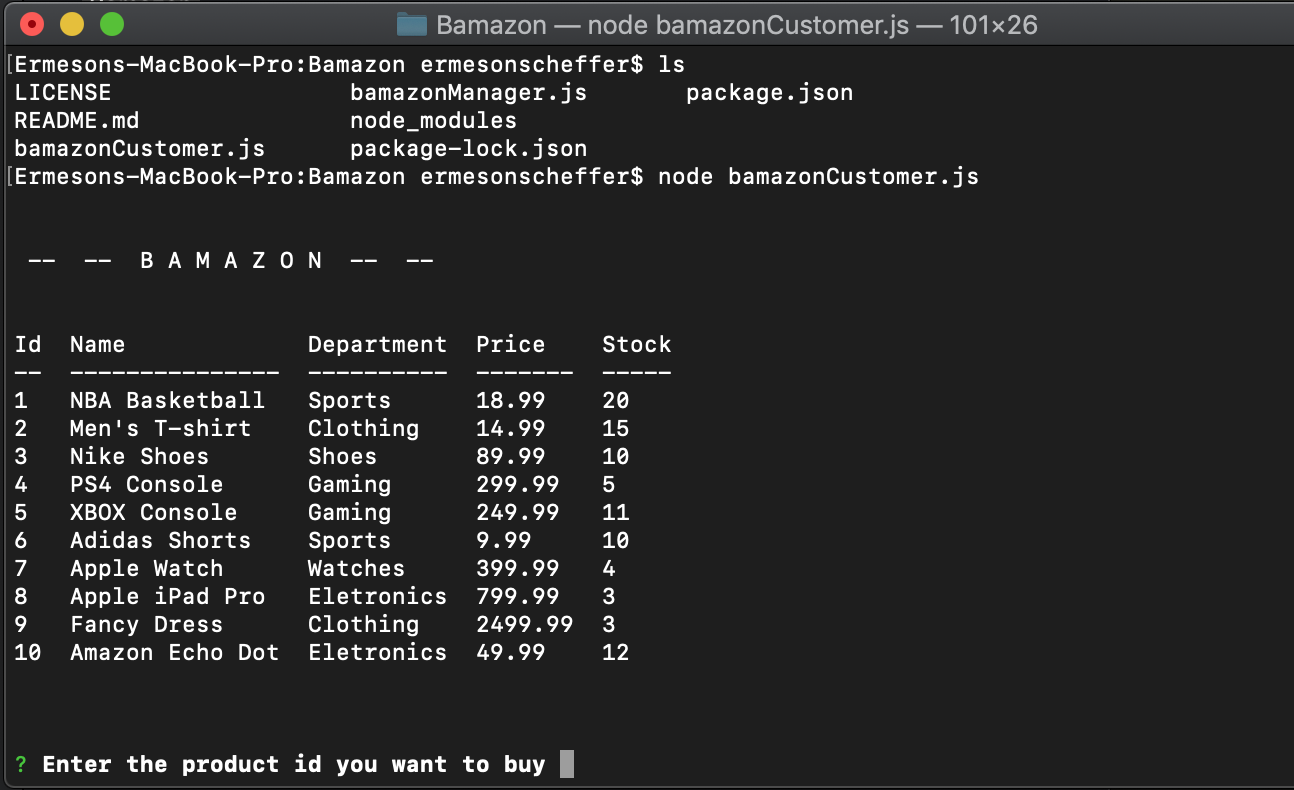 Bamazon — node bamazonCustomer.js — 101×26
[Ermesons-MacBook-Pro:Bamazon ermesonscheffer$ ls
LICENSE bamazonManager.js package.json
README.md node_modules
bamazonCustomer.js package-lock.json
[Ermesons-MacBook-Pro:Bamazon ermesonscheffer$ node bamazonCustomer.js
-- -- B A M A Z O N -- --
Id Name Department Price Stock
-- --------------- ---------- ------- -----
1 NBA Basketball Sports 18.99 20
2 Men's T-shirt Clothing 14.99 15
3 Nike Shoes Shoes 89.99 10
4 PS4 Console Gaming 299.99 5
5 XBOX Console Gaming 249.99 11
6 Adidas Shorts Sports 9.99 10
7 Apple Watch Watches 399.99 4
8 Apple iPad Pro Eletronics 799.99 3
9 Fancy Dress Clothing 2499.99 3
10 Amazon Echo Dot Eletronics 49.99 12
? Enter the product id you want to buy